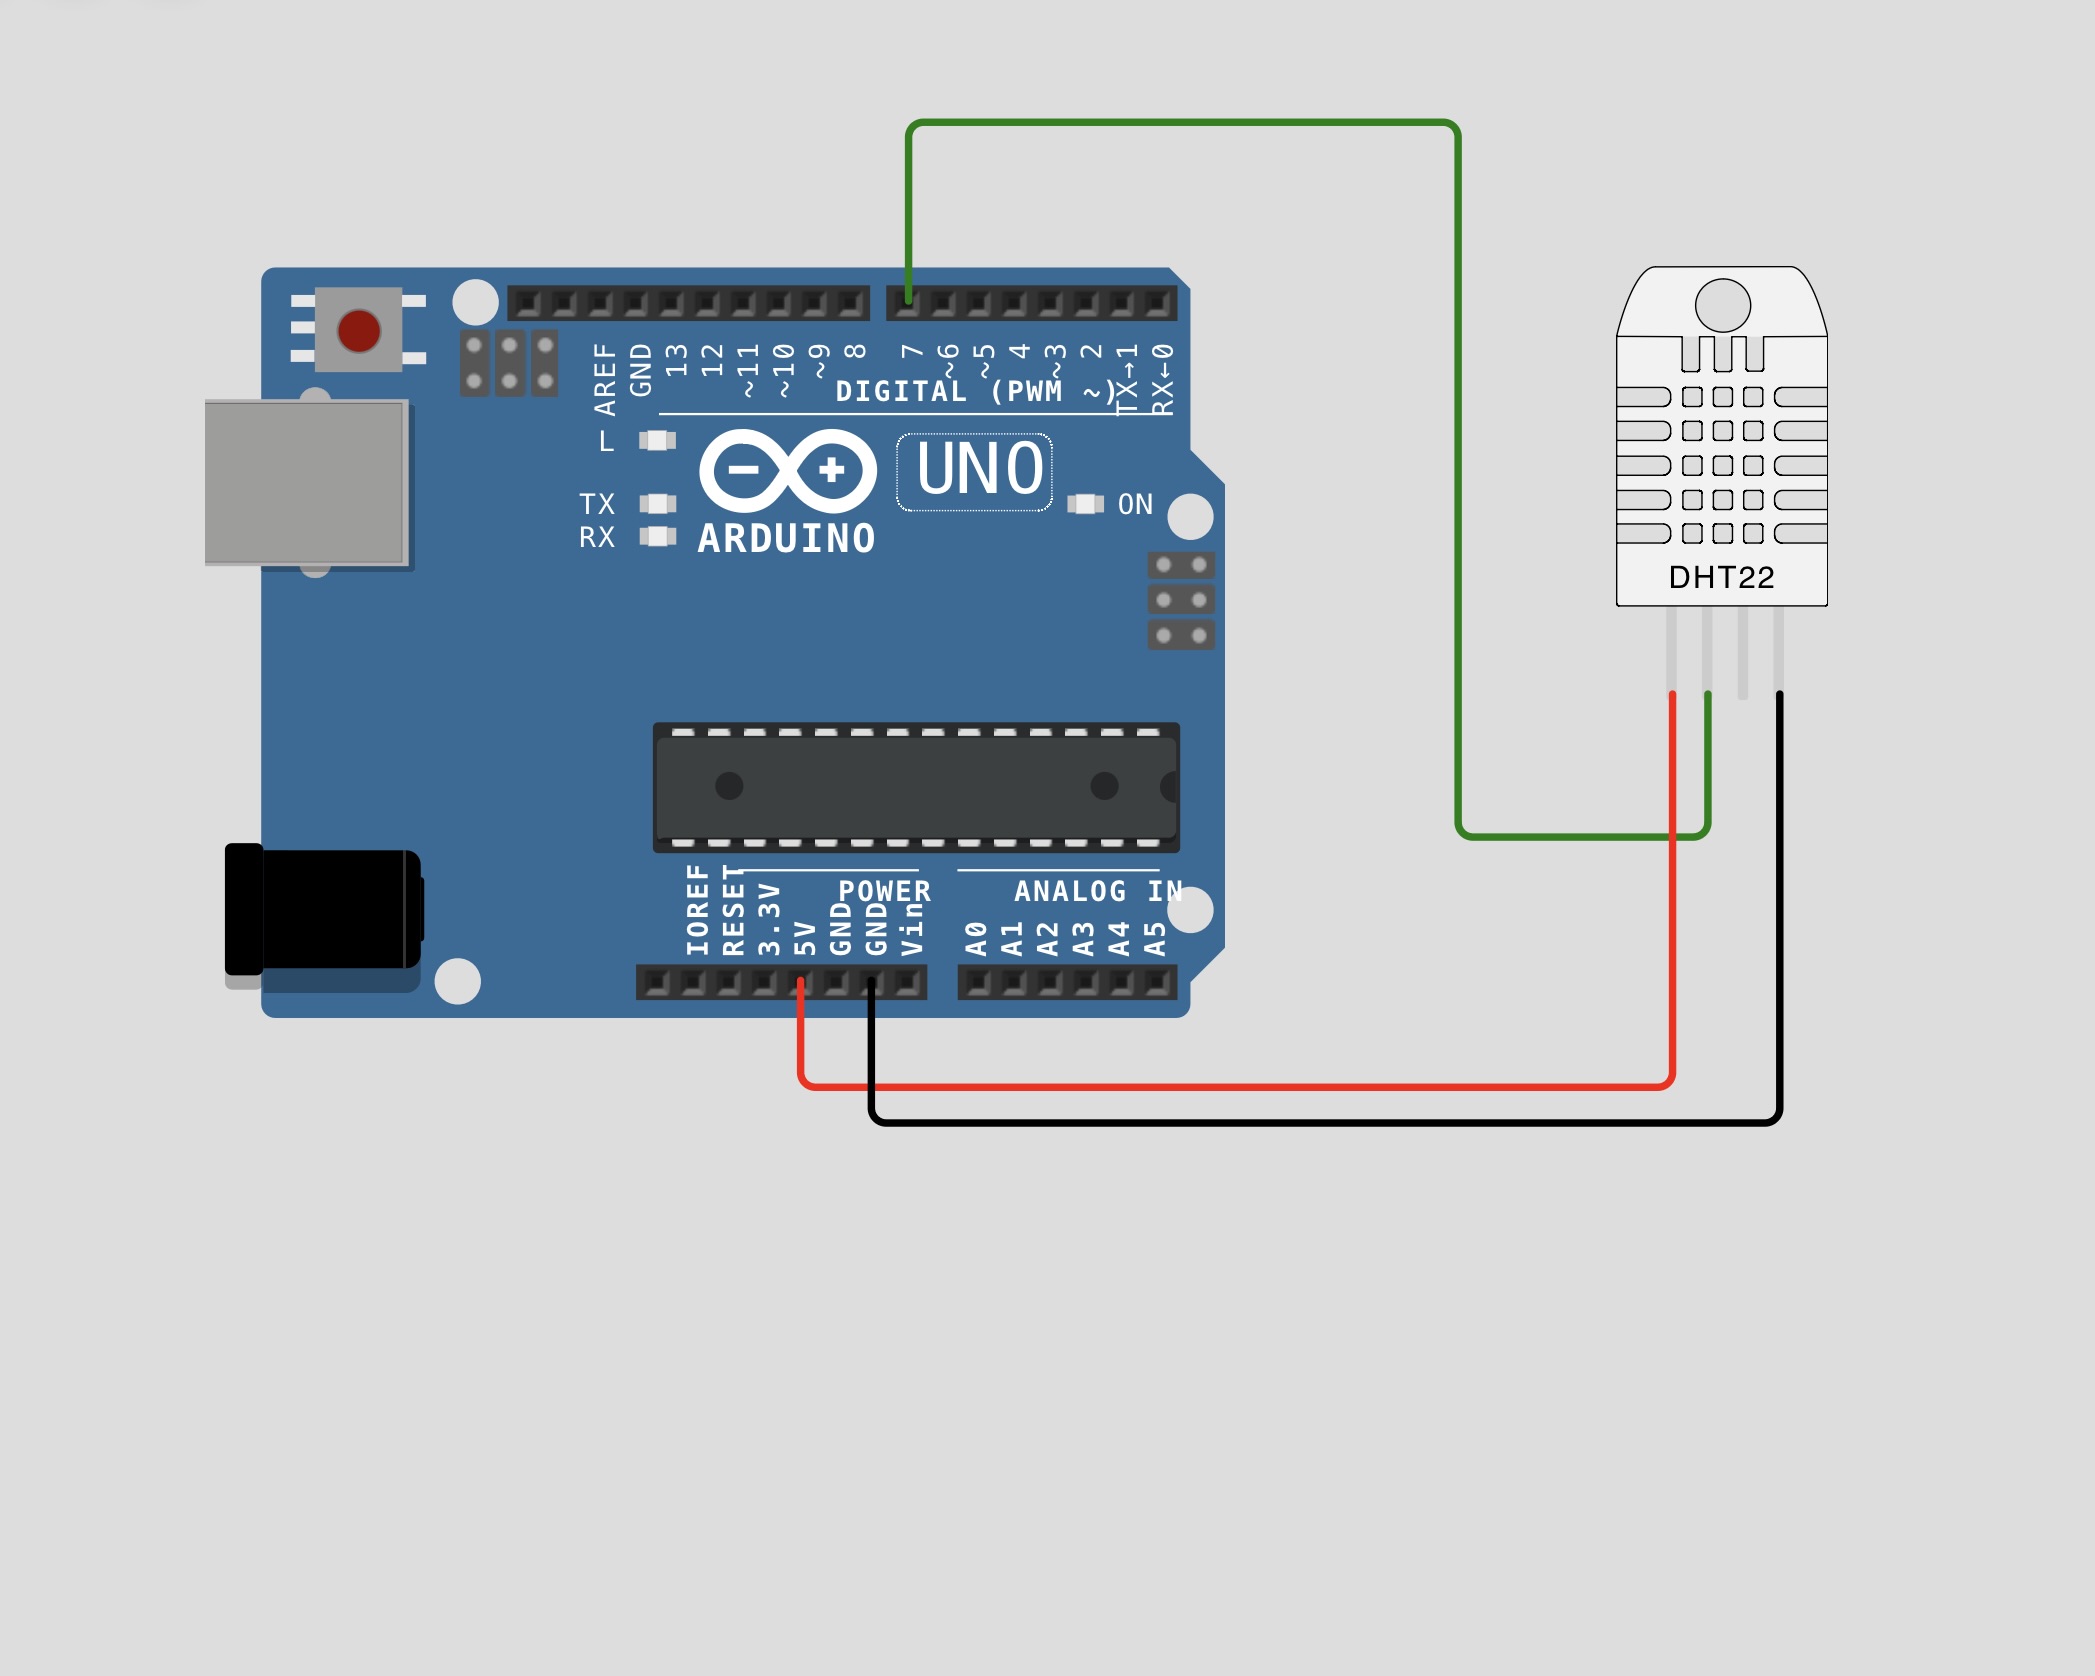 AREF
GND
13
12
~11
~10
~9
8
7
~6
~5
4
~3
2
TX→1
RX←0
DIGITAL (PWM ~)
L
TX
RX
ARDUINO
UNO
ON
DHT22
IOREF
RESET
3.3V
5V
GND
GND
Vin
POWER
ANALOG IN
A0
A1
A2
A3
A4
A5